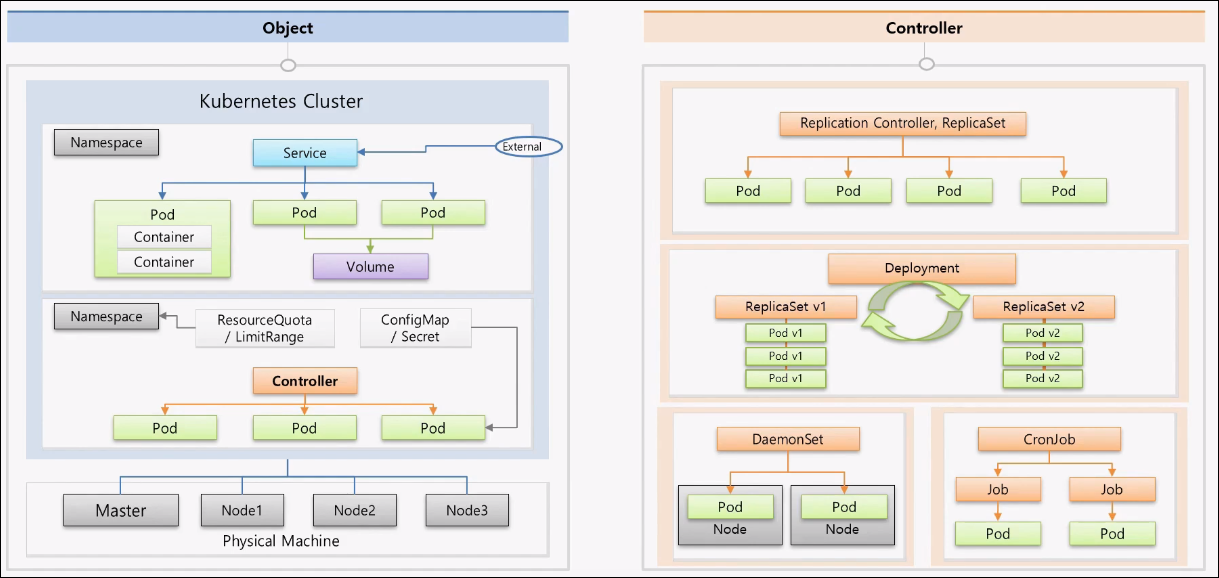 Object
Kubernetes Cluster
Namespace
Service
External
Pod
Container
Container
Pod
Pod
Volume
Namespace
ResourceQuota
/ LimitRange
ConfigMap
/ Secret
Controller
Pod
Pod
Pod
Master
Node1
Node2
Node3
Physical Machine
Controller
Replication Controller, ReplicaSet
Pod
Pod
Pod
Pod
Deployment
ReplicaSet v1
Pod v1
Pod v1
Pod v1
ReplicaSet v2
Pod v2
Pod v2
Pod v2
DaemonSet
Pod
Node
Pod
Node
CronJob
Job
Job
Pod
Pod